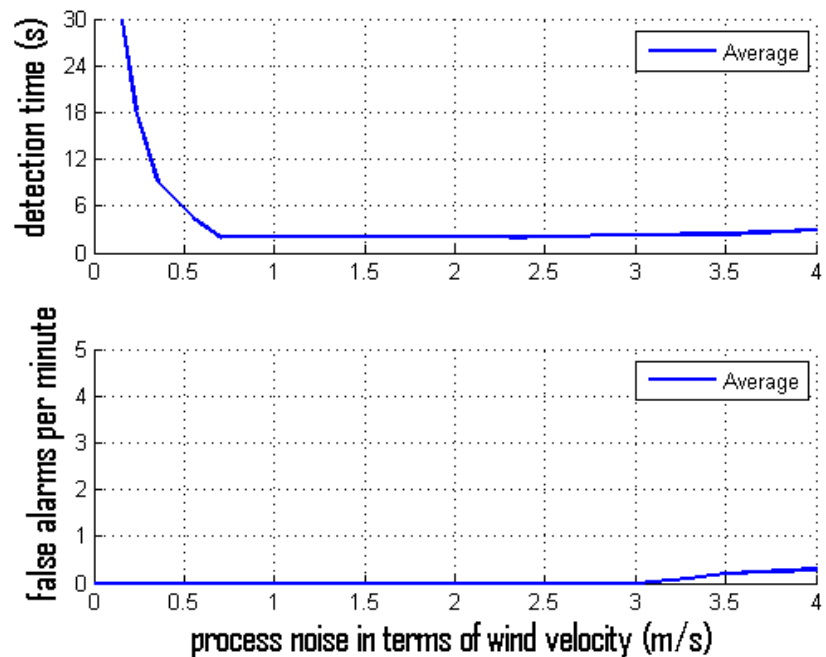 detection time (s)
30
24
18
12
6
0
Average
0 0.5 1 1.5 2 2.5 3 3.5 4
false alarms per minute
5
4
3
2
1
0
Average
0 0.5 1 1.5 2 2.5 3 3.5 4
process noise in terms of wind velocity (m/s)